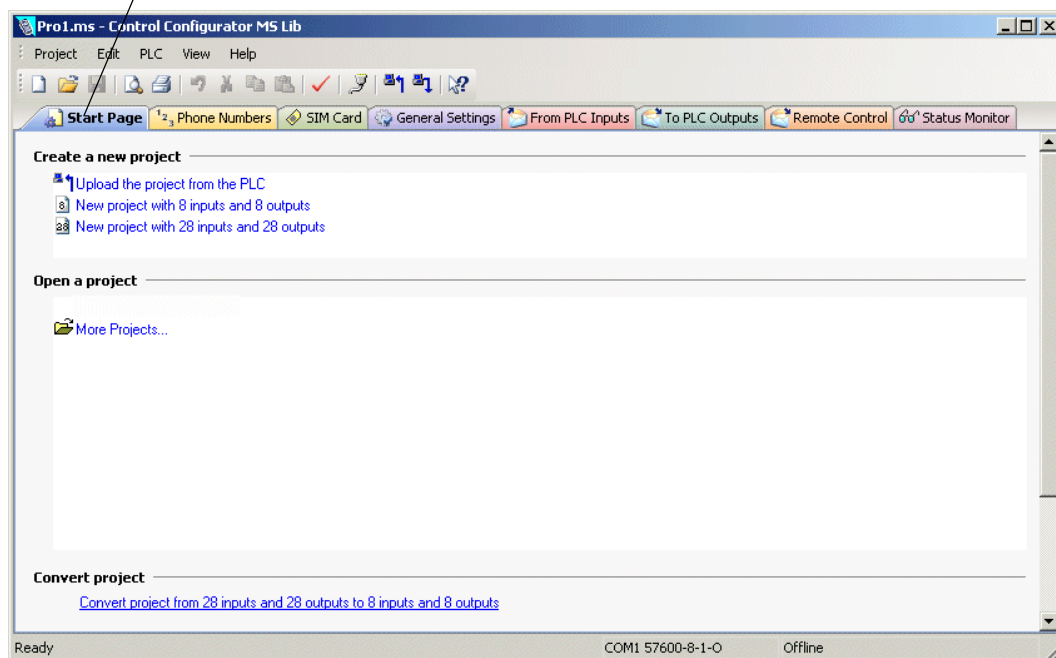 Pro1.ms - Control Configurator MS Lib
Project Edit PLC View Help
Start Page 123 Phone Numbers SIM Card General Settings From PLC Inputs To PLC Outputs Remote Control Status Monitor
Create a new project
Upload the project from the PLC
8 New project with 8 inputs and 8 outputs
28 New project with 28 inputs and 28 outputs
Open a project
More Projects...
Convert project
Convert project from 28 inputs and 28 outputs to 8 inputs and 8 outputs
Ready COM1 57600-8-1-O Offline